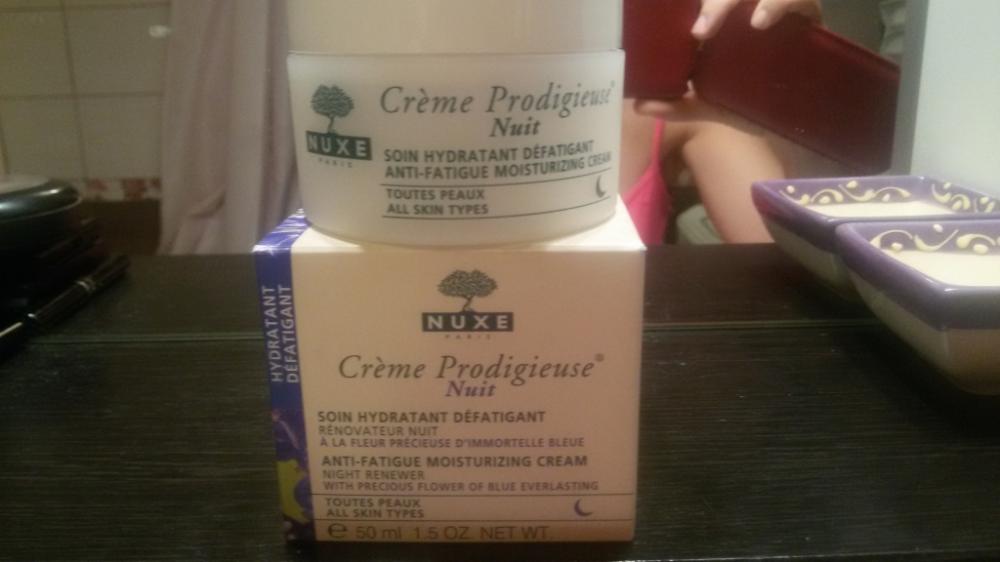 NUXE
PARIS
Crème Prodigieuse®
Nuit
SOIN HYDRATANT DÉFATIGANT
ANTI-FATIGUE MOISTURIZING CREAM
TOUTES PEAUX
ALL SKIN TYPES
HYDRATANT
DÉFATIGANT
NUXE
PARIS
Crème Prodigieuse®
Nuit
SOIN HYDRATANT DÉFATIGANT
RÉNOVATEUR NUIT
À LA FLEUR PRÉCIEUSE D'IMMORTELLE BLEUE
ANTI-FATIGUE MOISTURIZING CREAM
NIGHT RENEWER
WITH PRECIOUS FLOWER OF BLUE EVERLASTING
TOUTES PEAUX
ALL SKIN TYPES
℮ 50 ml 1.5 OZ. NET WT.